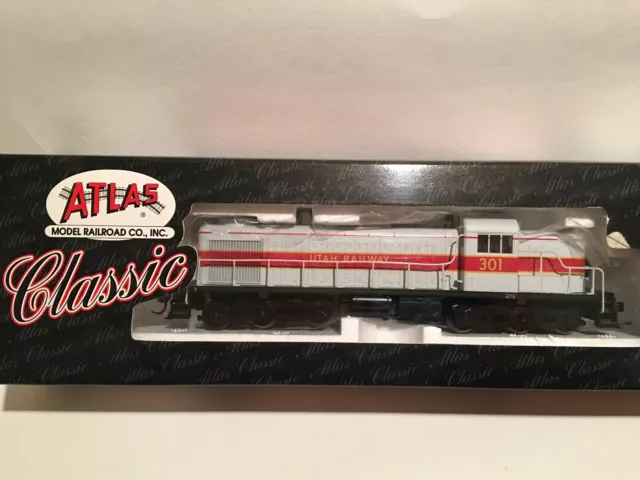 ATLAS
®
MODEL RAILROAD CO., INC.
Classic
UTAH RAILWAY
301